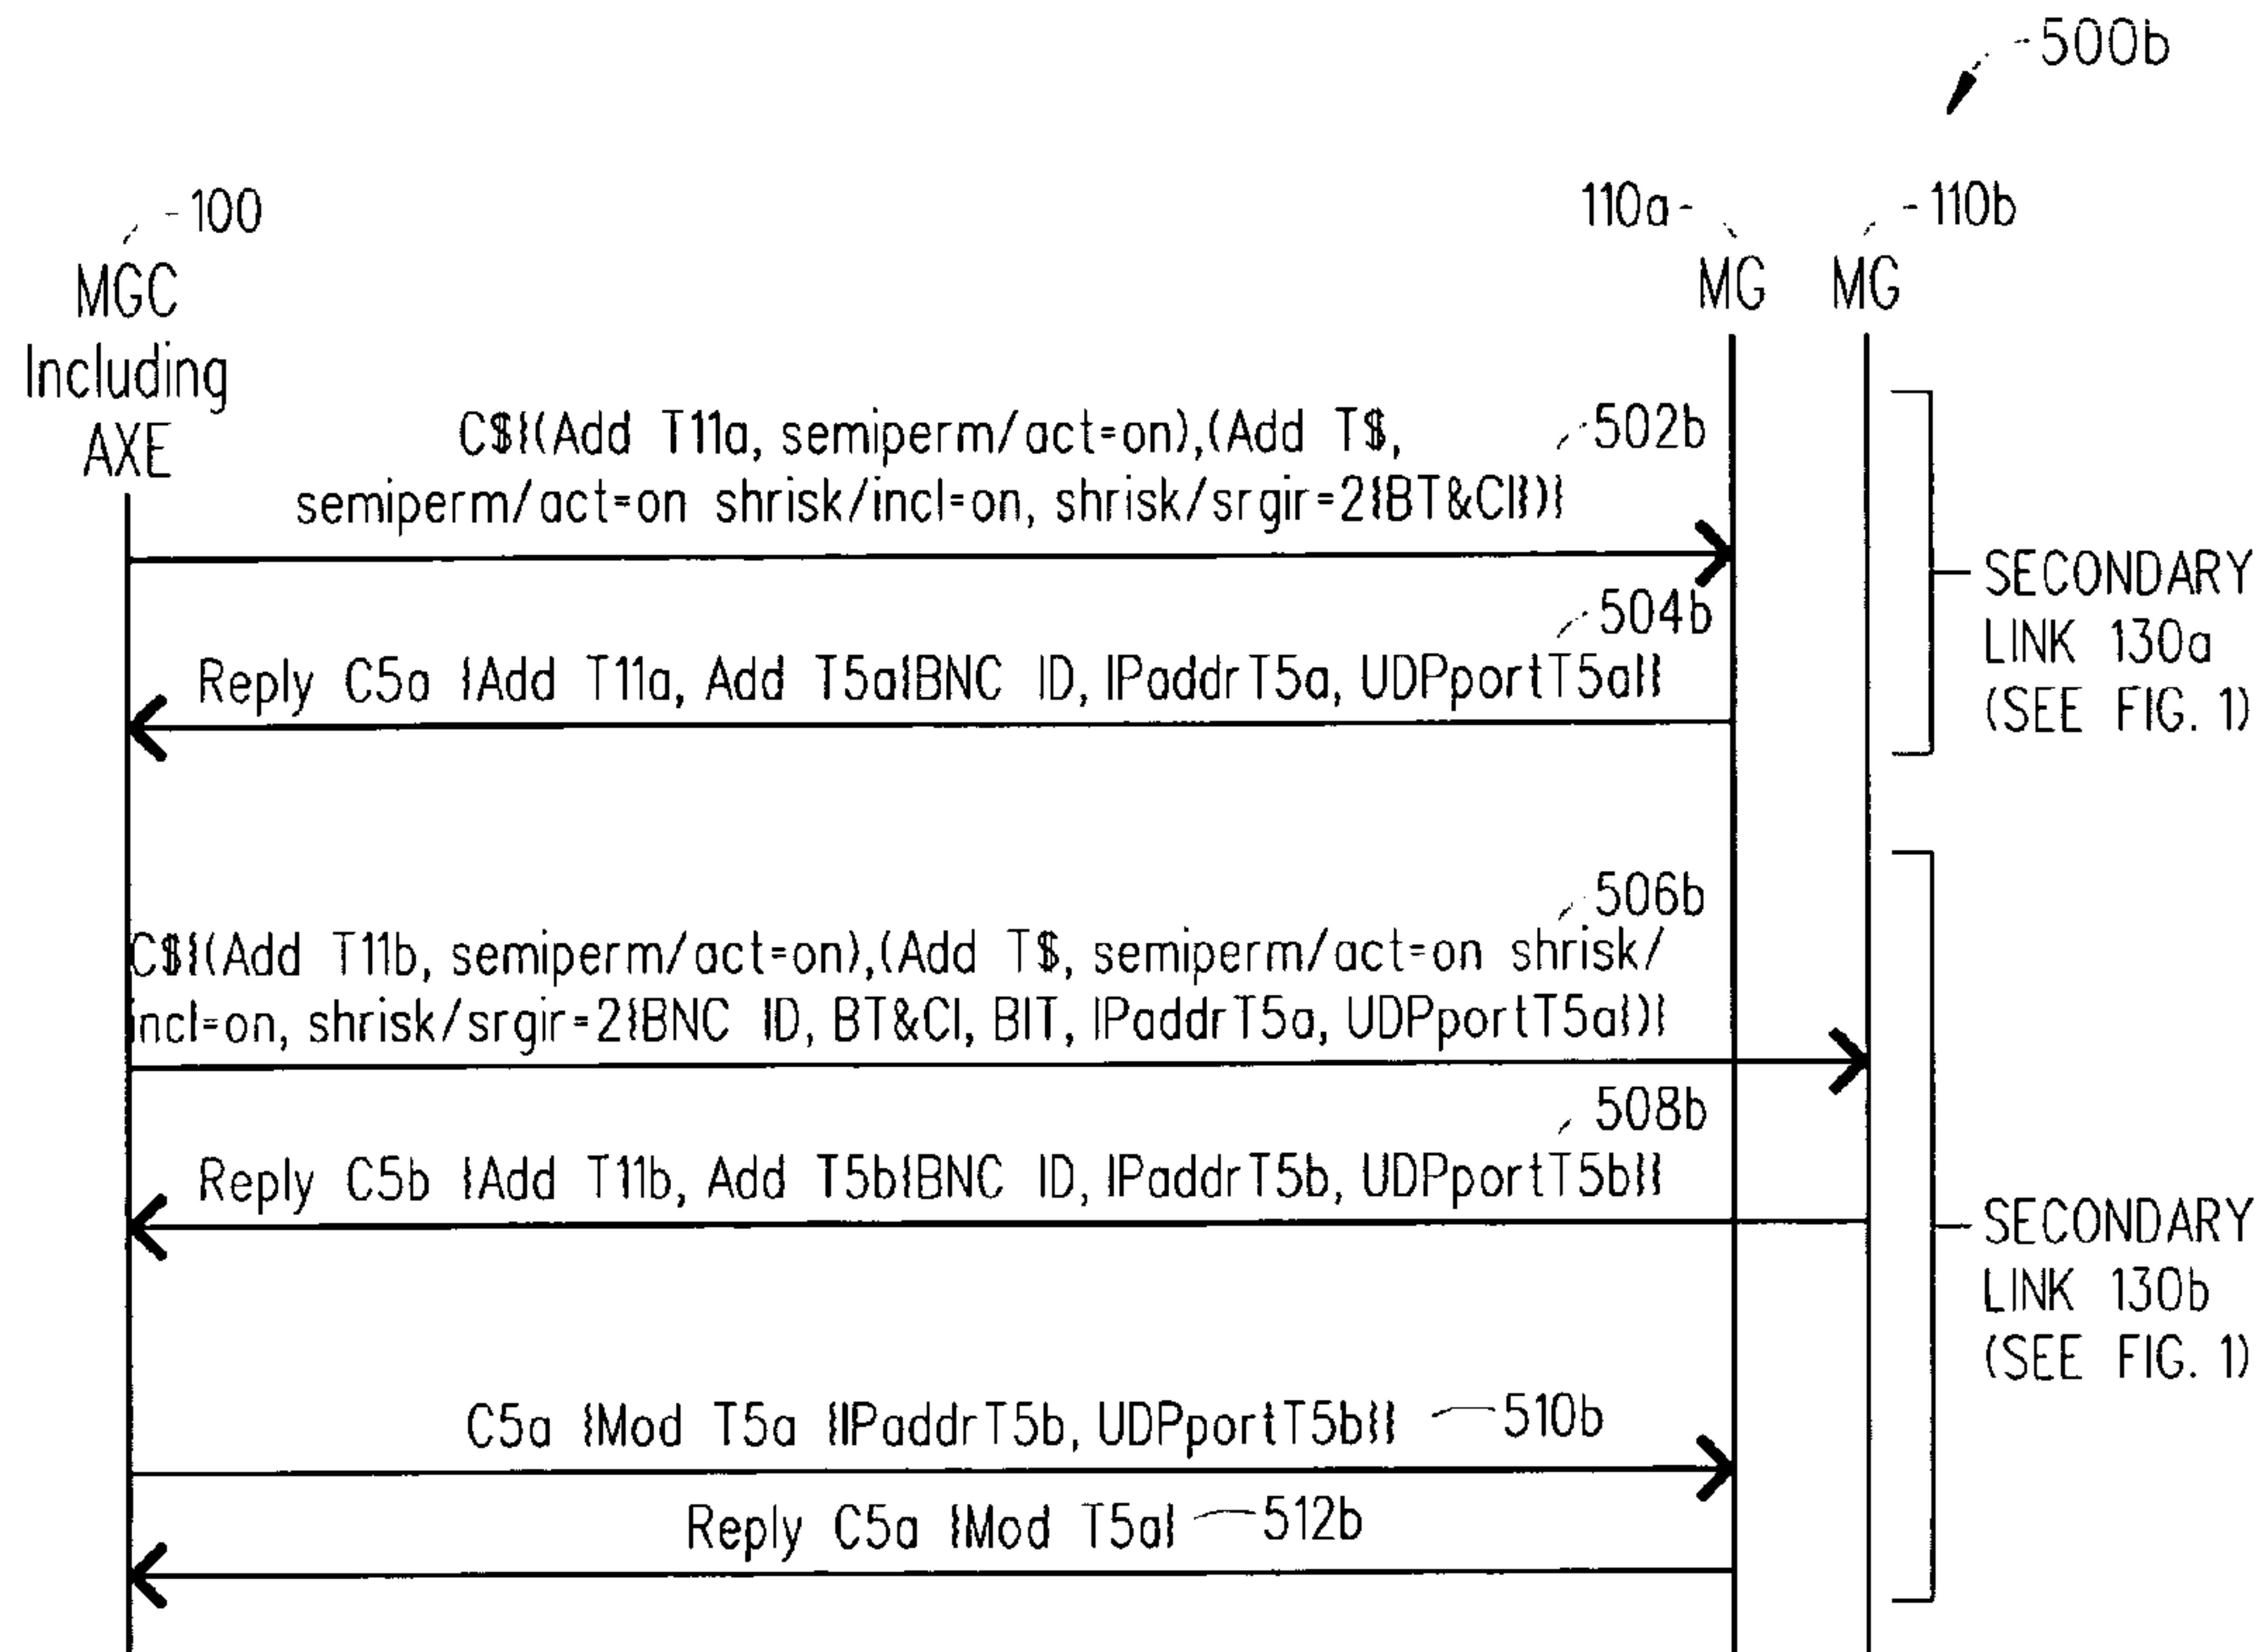 500b
100
110a
110b
MGC
Including
AXE
MG
MG
C${(Add T11a, semiperm/act=on),(Add T$,
semiperm/act=on shrisk/incl=on, shrisk/srgir=2{BT&CI})}
502b
504b
Reply C5a {Add T11a, Add T5a{BNC ID, IPaddrT5a, UDPportT5a}}
SECONDARY
LINK 130a
(SEE FIG. 1)
506b
C${(Add T11b, semiperm/act=on),(Add T$, semiperm/act=on shrisk/
incl=on, shrisk/srgir=2{BNC ID, BT&CI, BIT, IPaddrT5a, UDPportT5a})}
508b
Reply C5b {Add T11b, Add T5b{BNC ID, IPaddrT5b, UDPportT5b}}
SECONDARY
LINK 130b
(SEE FIG. 1)
C5a {Mod T5a {IPaddrT5b, UDPportT5b}}
510b
Reply C5a {Mod T5a}
512b